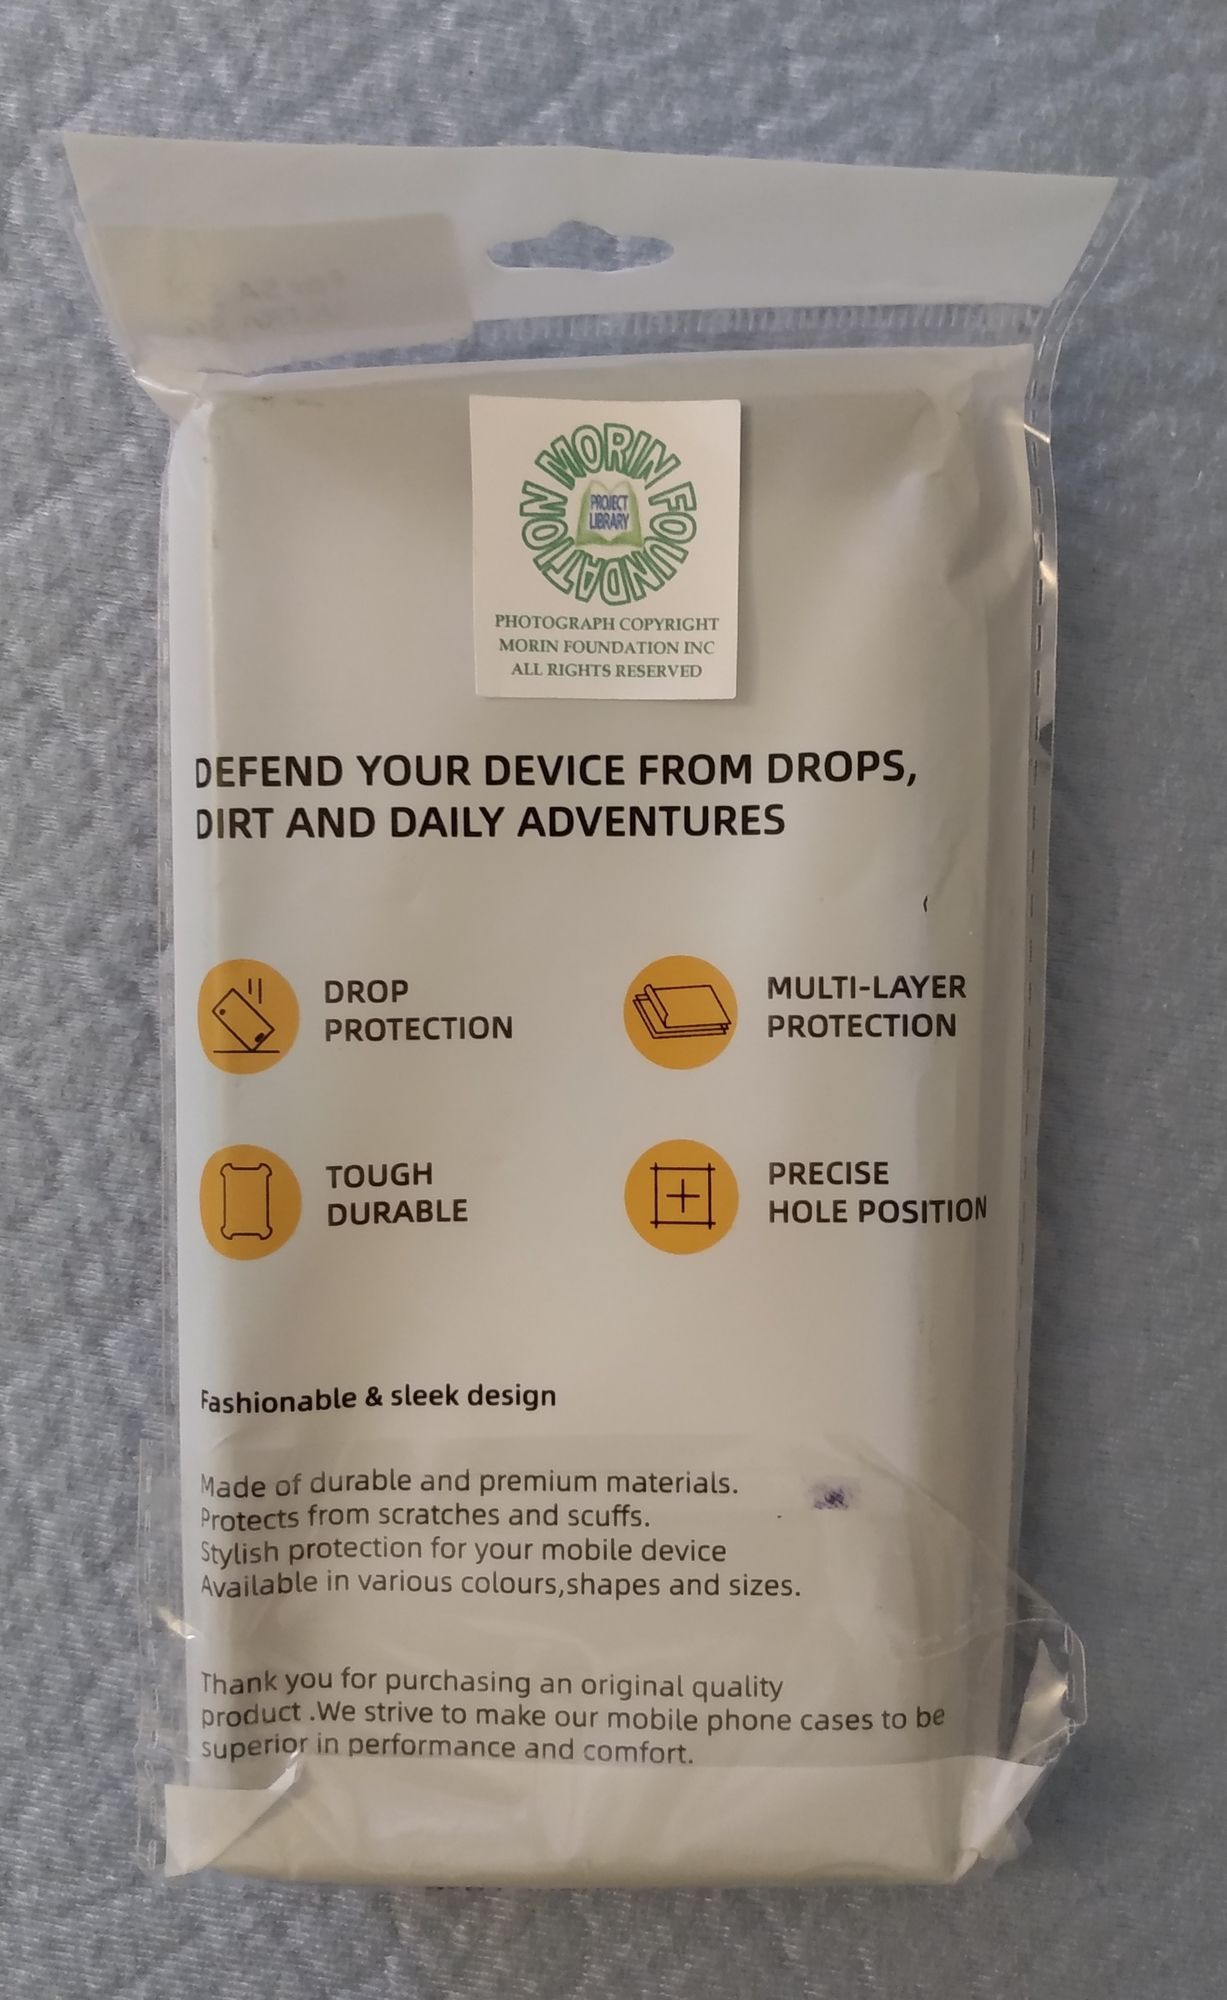 MORIN FOUNDATION
PROJECT
LIBRARY
PHOTOGRAPH COPYRIGHT
MORIN FOUNDATION INC
ALL RIGHTS RESERVED
DEFEND YOUR DEVICE FROM DROPS,
DIRT AND DAILY ADVENTURES
DROP
PROTECTION
MULTI-LAYER
PROTECTION
TOUGH
DURABLE
PRECISE
HOLE POSITION
Fashionable & sleek design
Made of durable and premium materials.
Protects from scratches and scuffs.
Stylish protection for your mobile device
Available in various colours,shapes and sizes.
Thank you for purchasing an original quality
product .We strive to make our mobile phone cases to be
superior in performance and comfort.